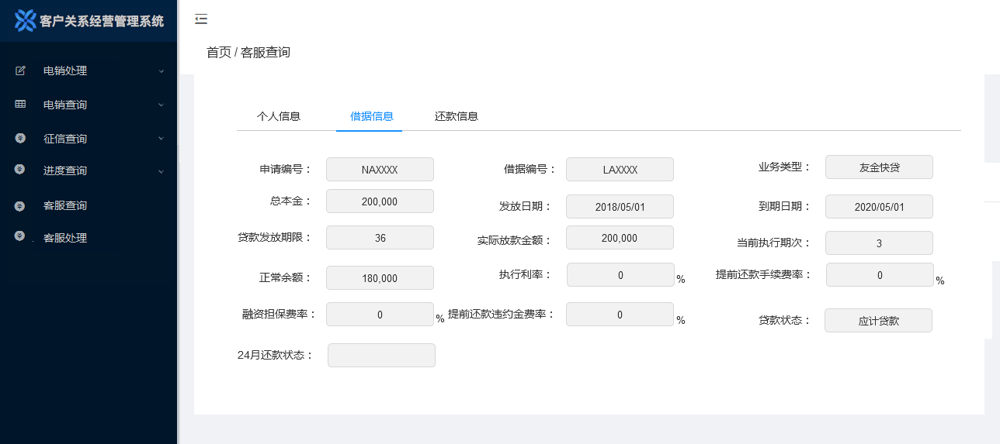 客户关系经营管理系统
电销处理
电销查询
征信查询
进度查询
客服查询
客服处理
首页 / 客服查询
个人信息 借据信息 还款信息
申请编号： NAXXXX 借据编号： LAXXXX 业务类型： 友金快贷
总本金： 200,000 发放日期： 2018/05/01 到期日期： 2020/05/01
贷款发放期限： 36 实际放款金额： 200,000 当前执行期次： 3
正常余额： 180,000 执行利率： 0 % 提前还款手续费率： 0 %
融资担保费率： 0 % 提前还款违约金费率： 0 % 贷款状态： 应计贷款
24月还款状态：